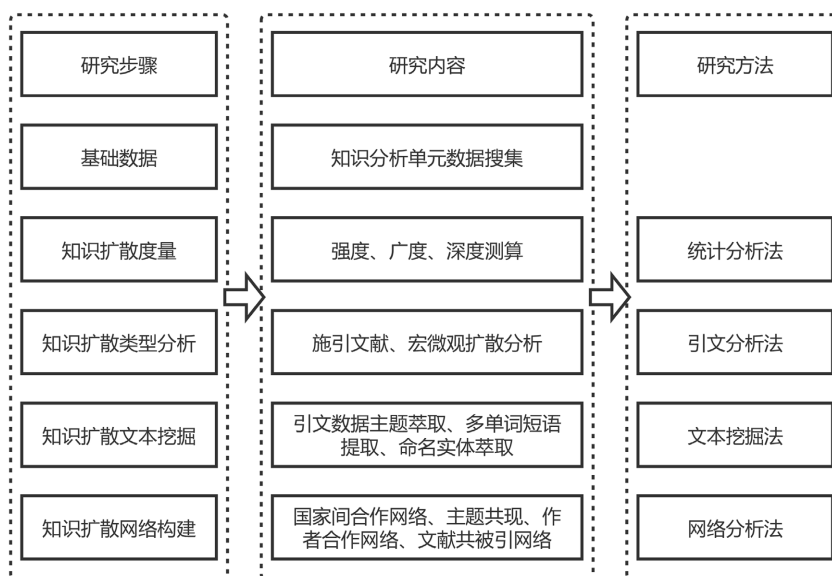 研究步骤
研究内容
研究方法
基础数据
知识分析单元数据搜集
知识扩散度量
强度、广度、深度测算
统计分析法
知识扩散类型分析
施引文献、宏微观扩散分析
引文分析法
知识扩散文本挖掘
引文数据主题萃取、多单词短语
提取、命名实体萃取
文本挖掘法
知识扩散网络构建
国家间合作网络、主题共现、作
者合作网络、文献共被引网络
网络分析法